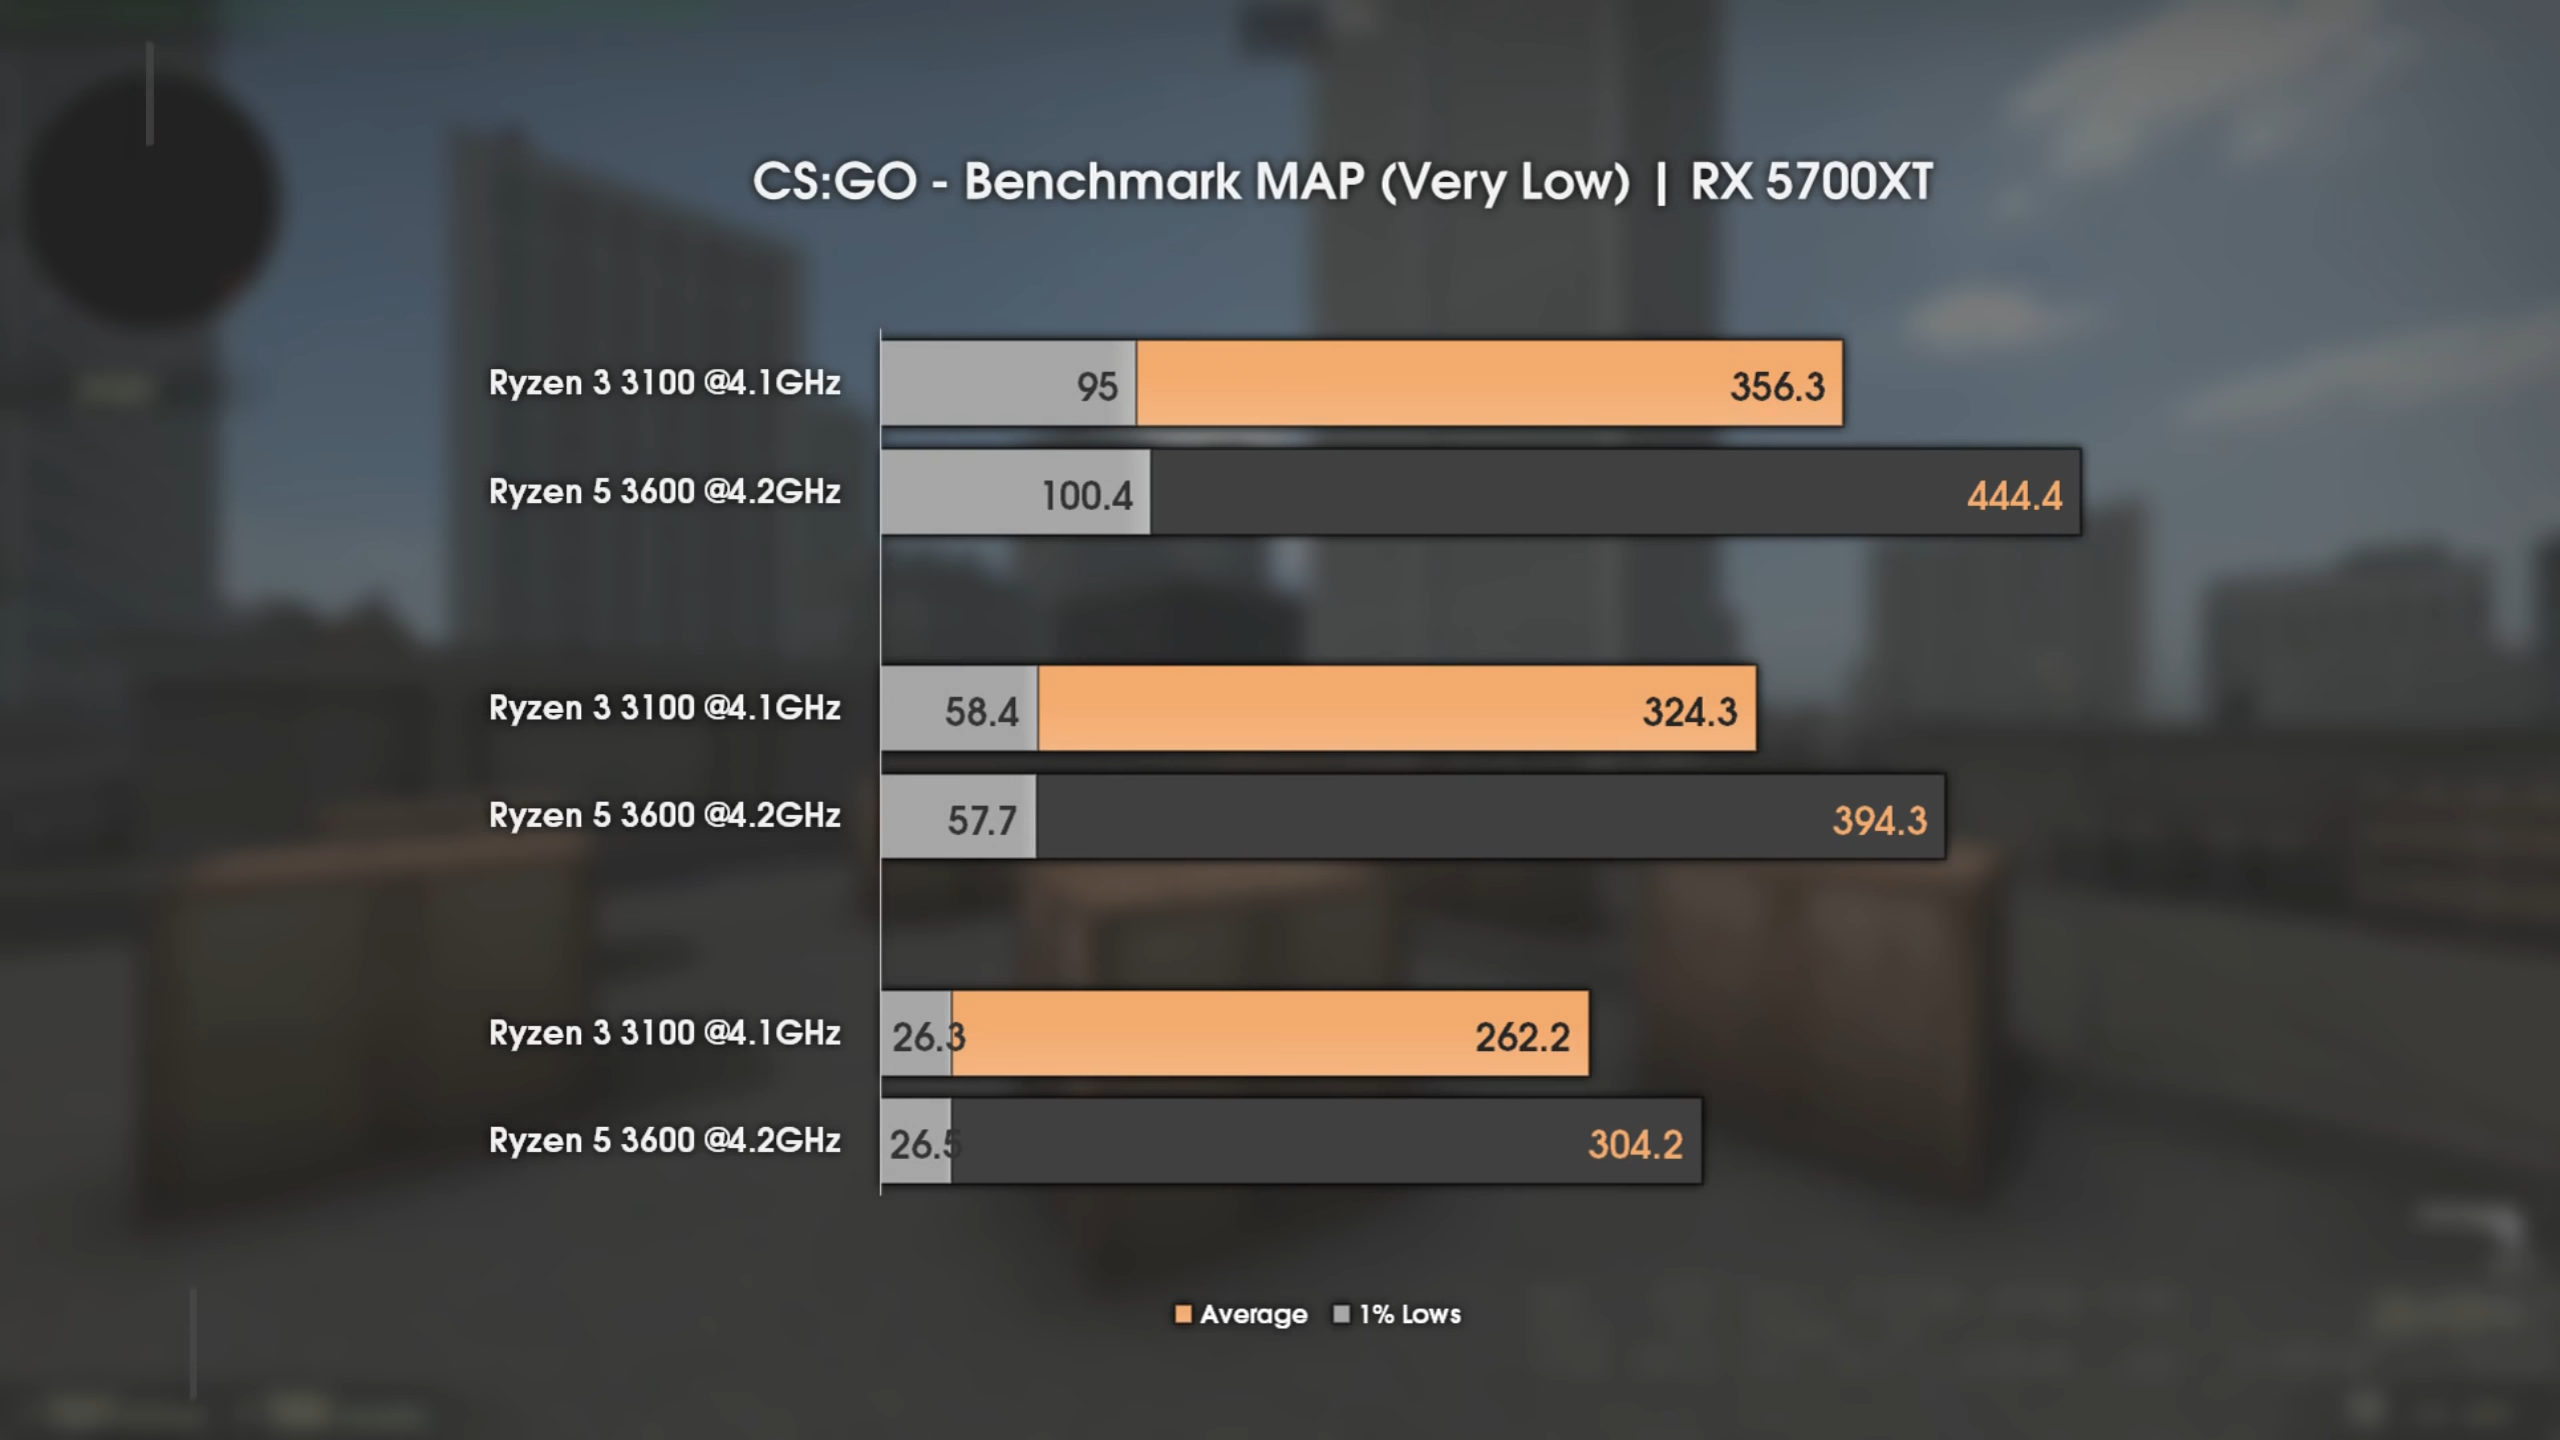 CS:GO - Benchmark MAP (Very Low) | RX 5700XT
Ryzen 3 3100 @4.1GHz 95 356.3
Ryzen 5 3600 @4.2GHz 100.4 444.4
Ryzen 3 3100 @4.1GHz 58.4 324.3
Ryzen 5 3600 @4.2GHz 57.7 394.3
Ryzen 3 3100 @4.1GHz 26.3 262.2
Ryzen 5 3600 @4.2GHz 26.5 304.2
Average 1% Lows